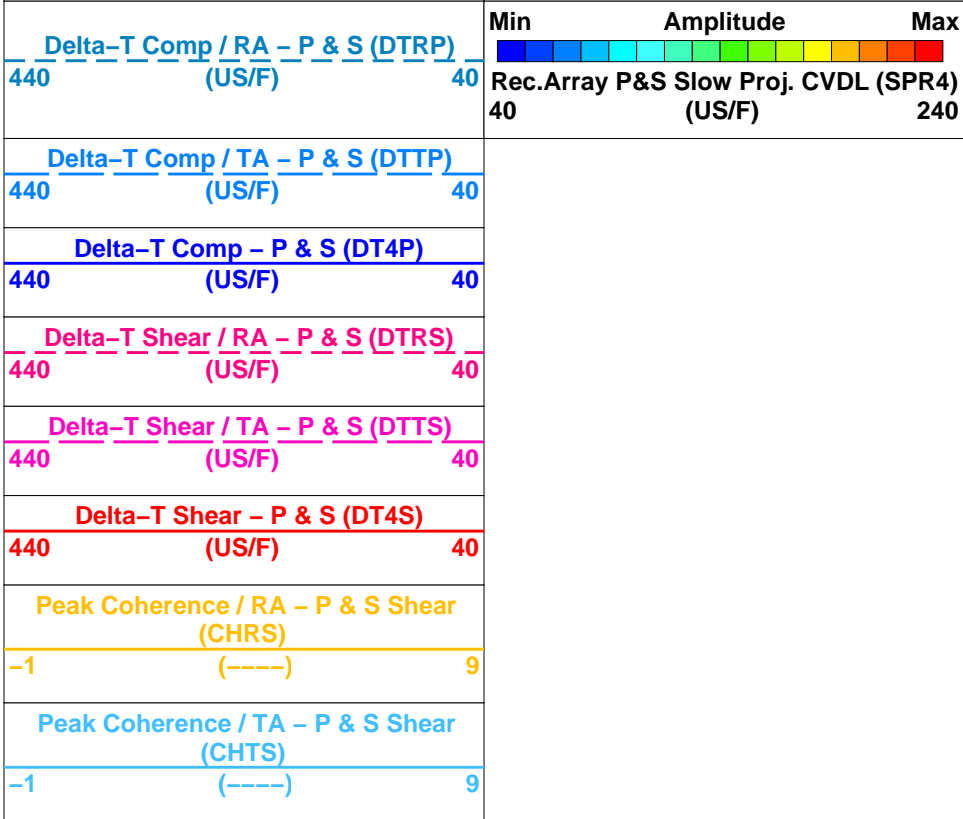 Delta−T Comp / RA − P & S (DTRP)
440 (US/F) 40
Min Amplitude Max
Rec.Array P&S Slow Proj. CVDL (SPR4)
40 (US/F) 240
Delta−T Comp / TA − P & S (DTTP)
440 (US/F) 40
Delta−T Comp − P & S (DT4P)
440 (US/F) 40
Delta−T Shear / RA − P & S (DTRS)
440 (US/F) 40
Delta−T Shear / TA − P & S (DTTS)
440 (US/F) 40
Delta−T Shear − P & S (DT4S)
440 (US/F) 40
Peak Coherence / RA − P & S Shear
(CHRS)
−1 (−−−−) 9
Peak Coherence / TA − P & S Shear
(CHTS)
−1 (−−−−) 9